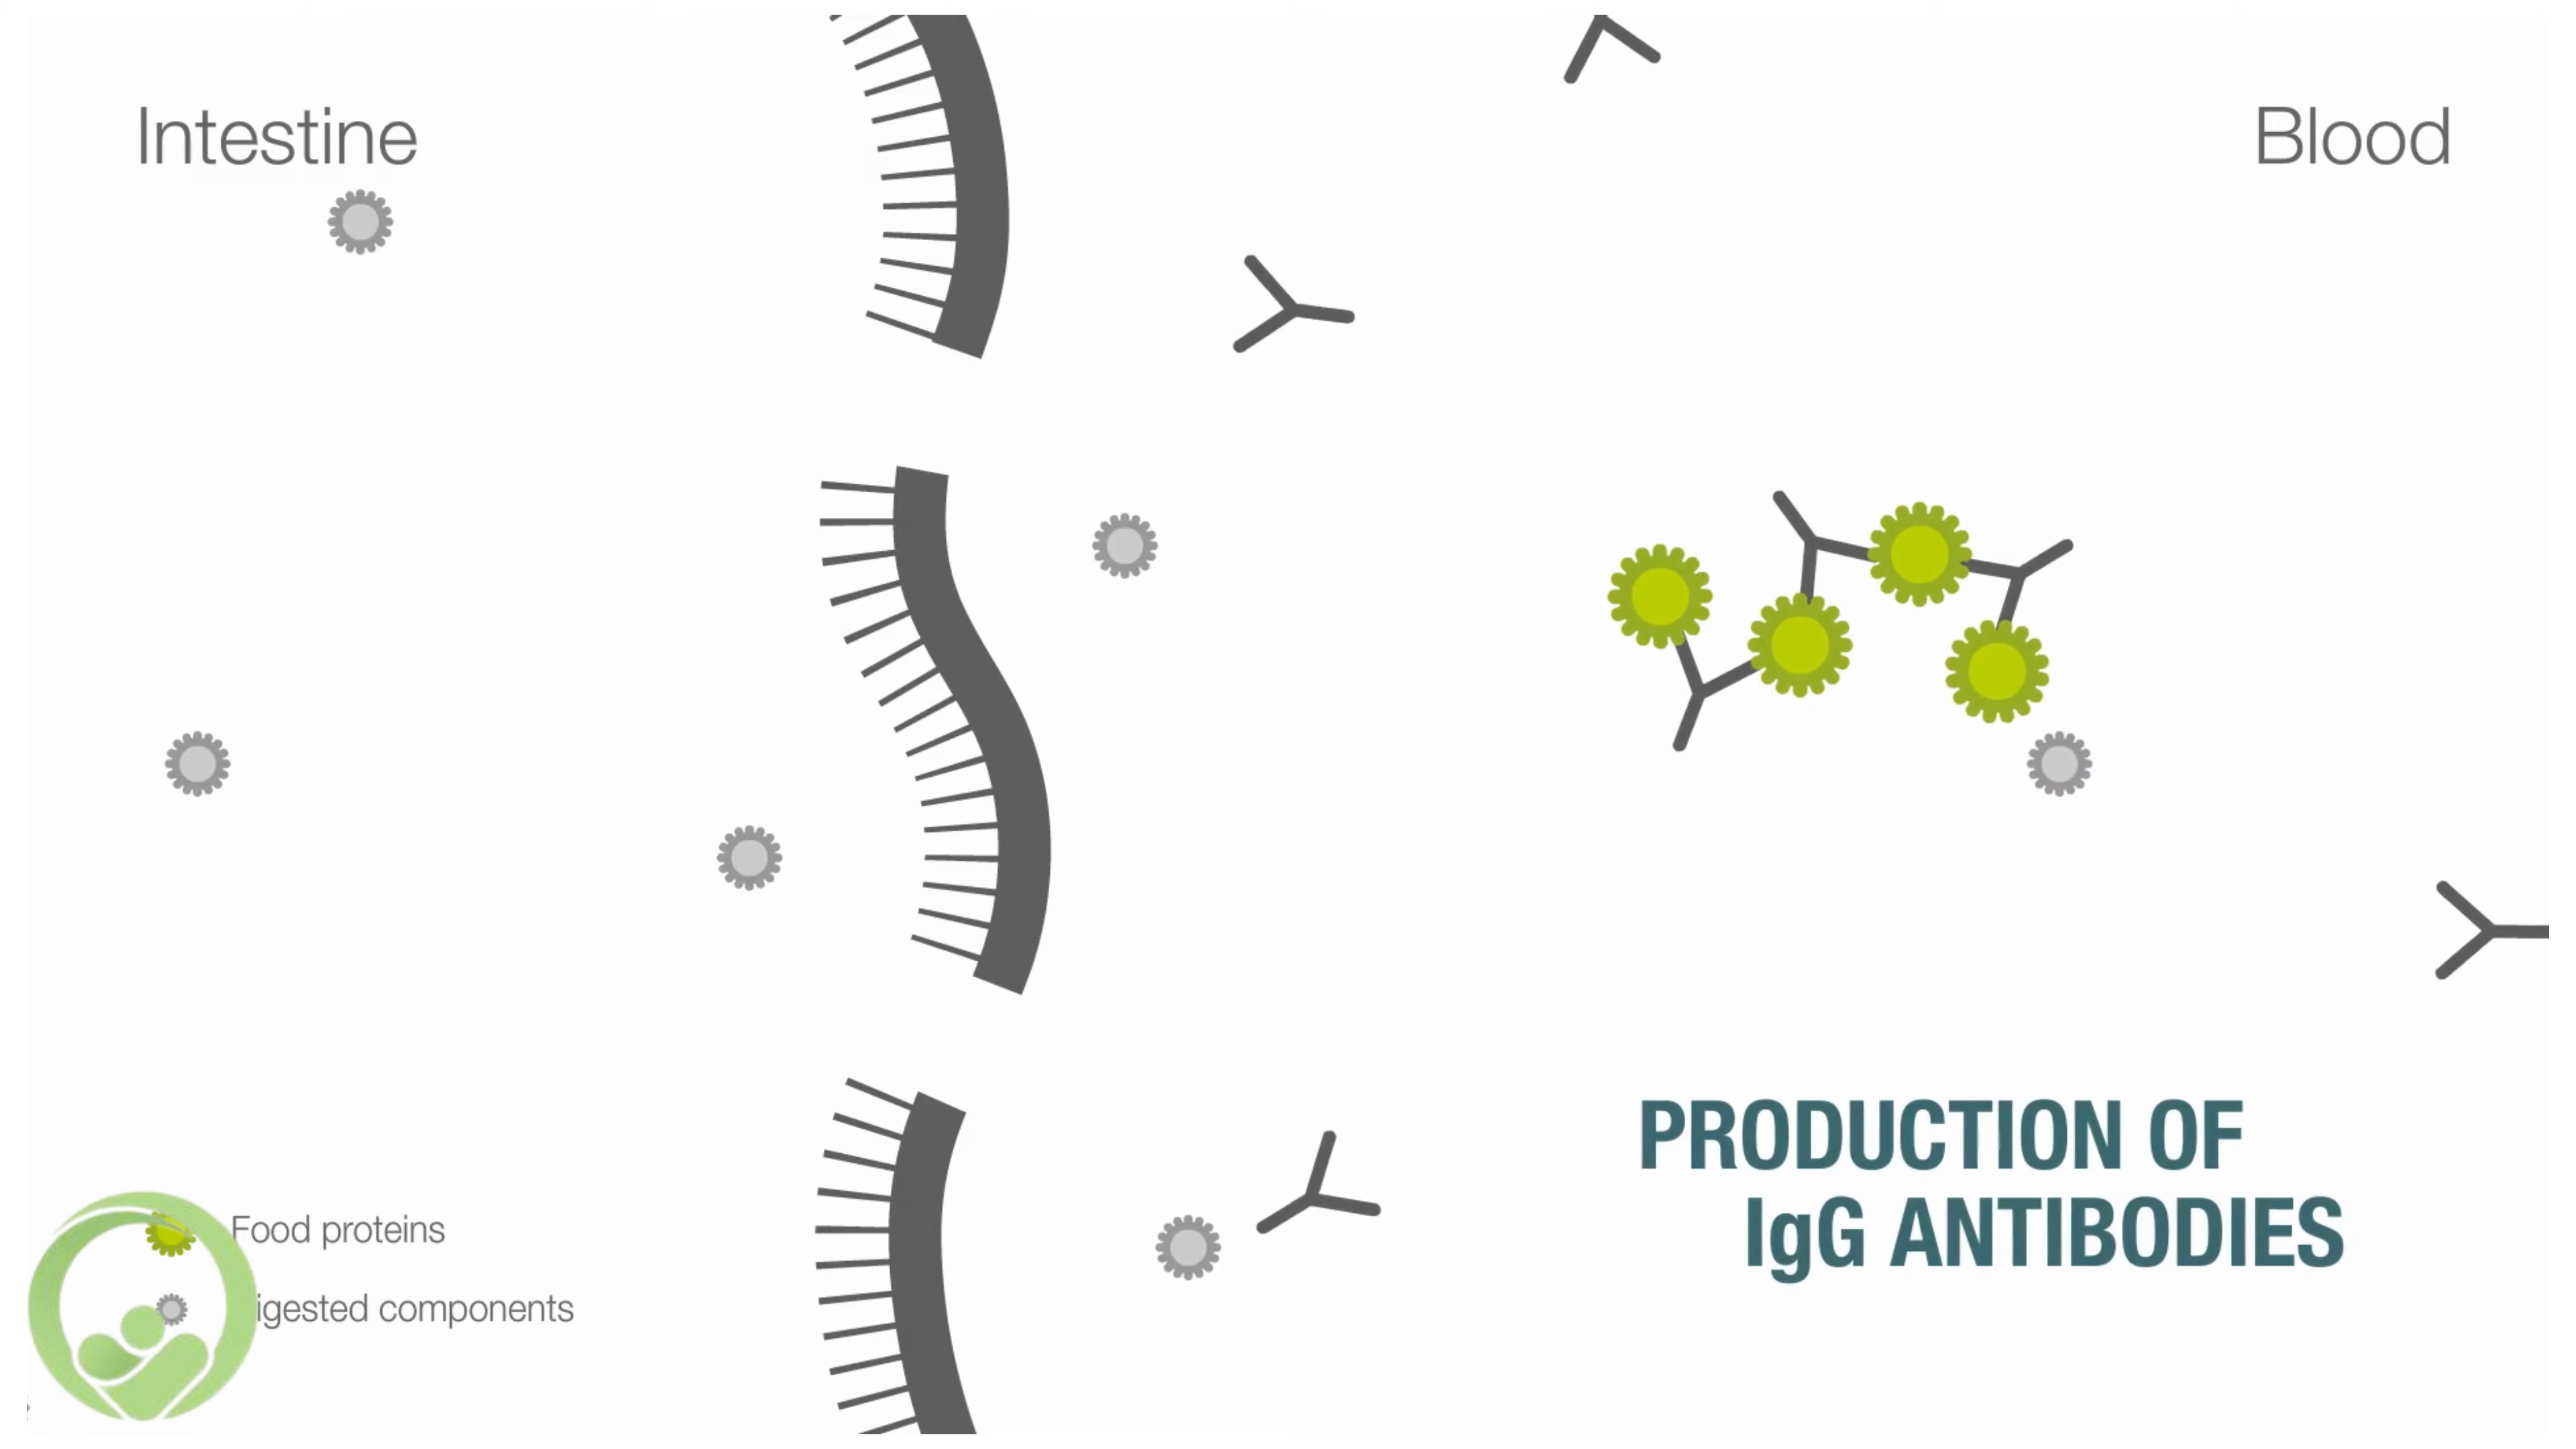 Intestine
Blood
PRODUCTION OF
IgG ANTIBODIES
Food proteins
igested components